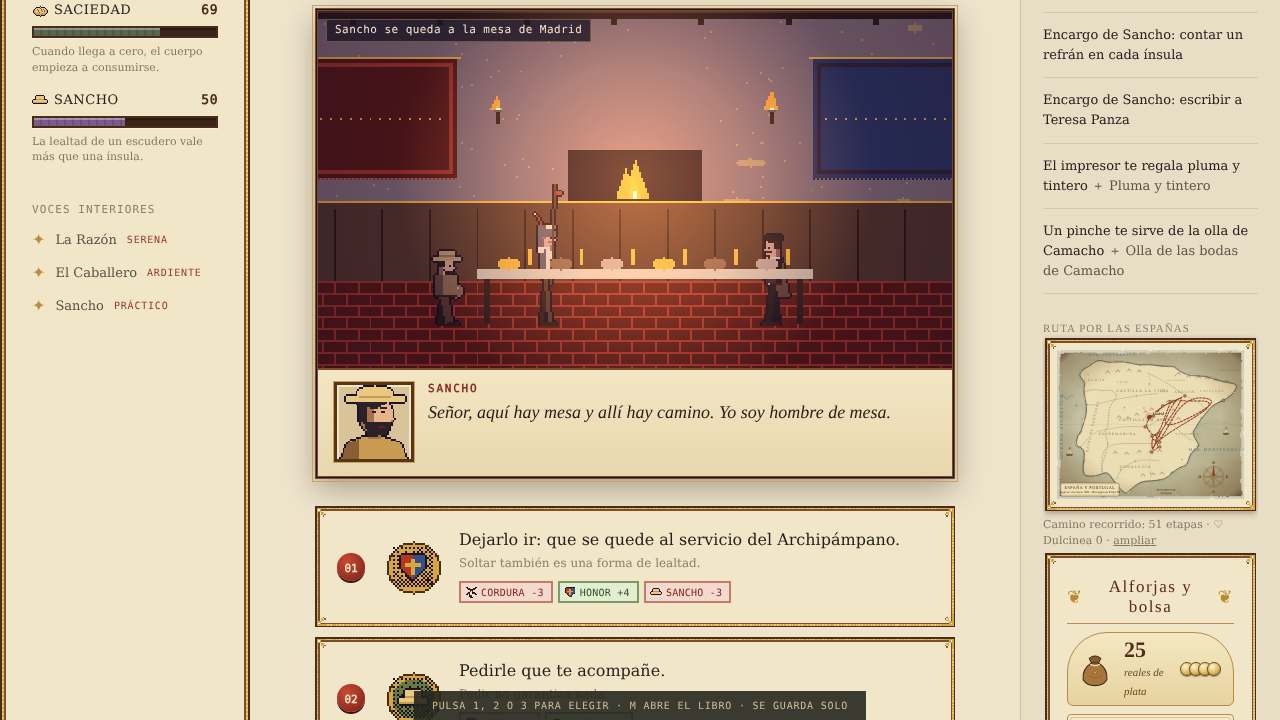 SACIEDAD 69
Cuando llega a cero, el cuerpo
empieza a consumirse.
SANCHO 50
La lealtad de un escudero vale
más que una ínsula.
VOCES INTERIORES
La Razón SERENA
El Caballero ARDIENTE
Sancho PRÁCTICO
Sancho se queda a la mesa de Madrid
SANCHO
Señor, aquí hay mesa y allí hay camino. Yo soy hombre de mesa.
01
Dejarlo ir: que se quede al servicio del Archipámpano.
Soltar también es una forma de lealtad.
CORDURA -3 HONOR +4 SANCHO -3
02
Pedirle que te acompañe.
PULSA 1, 2 O 3 PARA ELEGIR · M ABRE EL LIBRO · SE GUARDA SOLO
Encargo de Sancho: contar un
refrán en cada ínsula
Encargo de Sancho: escribir a
Teresa Panza
El impresor te regala pluma y
tintero + Pluma y tintero
Un pinche te sirve de la olla de
Camacho + Olla de las bodas
de Camacho
RUTA POR LAS ESPAÑAS
ESPAÑA Y PORTUGAL
Camino recorrido: 51 etapas · ♡
Dulcinea 0 · ampliar
Alforjas y
bolsa
25
reales de
plata